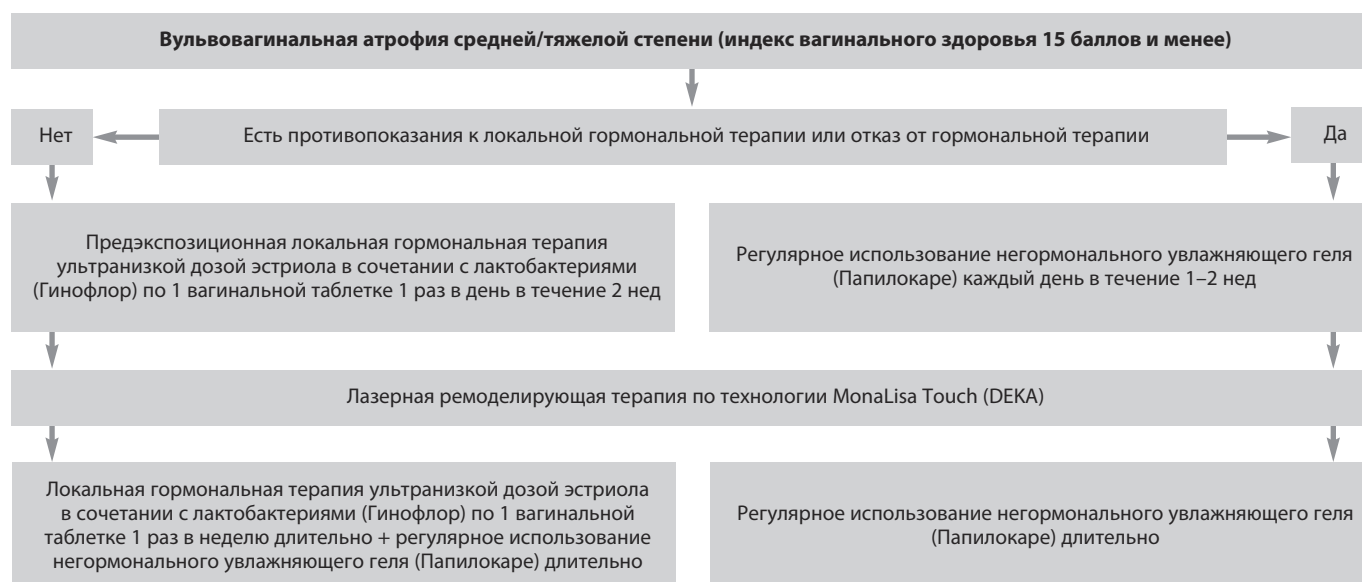 Вульвовагинальная атрофия средней/тяжелой степени (индекс вагинального здоровья 15 баллов и менее)
Нет
Есть противопоказания к локальной гормональной терапии или отказ от гормональной терапии
Да
Предэкспозиционная локальная гормональная терапия
ультранизкой дозой эстриола в сочетании с лактобактериями
(Гинофлор) по 1 вагинальной таблетке 1 раз в день в течение 2 нед
Регулярное использование негормонального увлажняющего геля
(Папилокаре) каждый день в течение 1–2 нед
Лазерная ремоделирующая терапия по технологии MonaLisa Touch (DEKA)
Локальная гормональная терапия ультранизкой дозой эстриола
в сочетании с лактобактериями (Гинофлор) по 1 вагинальной
таблетке 1 раз в неделю длительно + регулярное использование
негормонального увлажняющего геля (Папилокаре) длительно
Регулярное использование негормонального увлажняющего геля
(Папилокаре) длительно